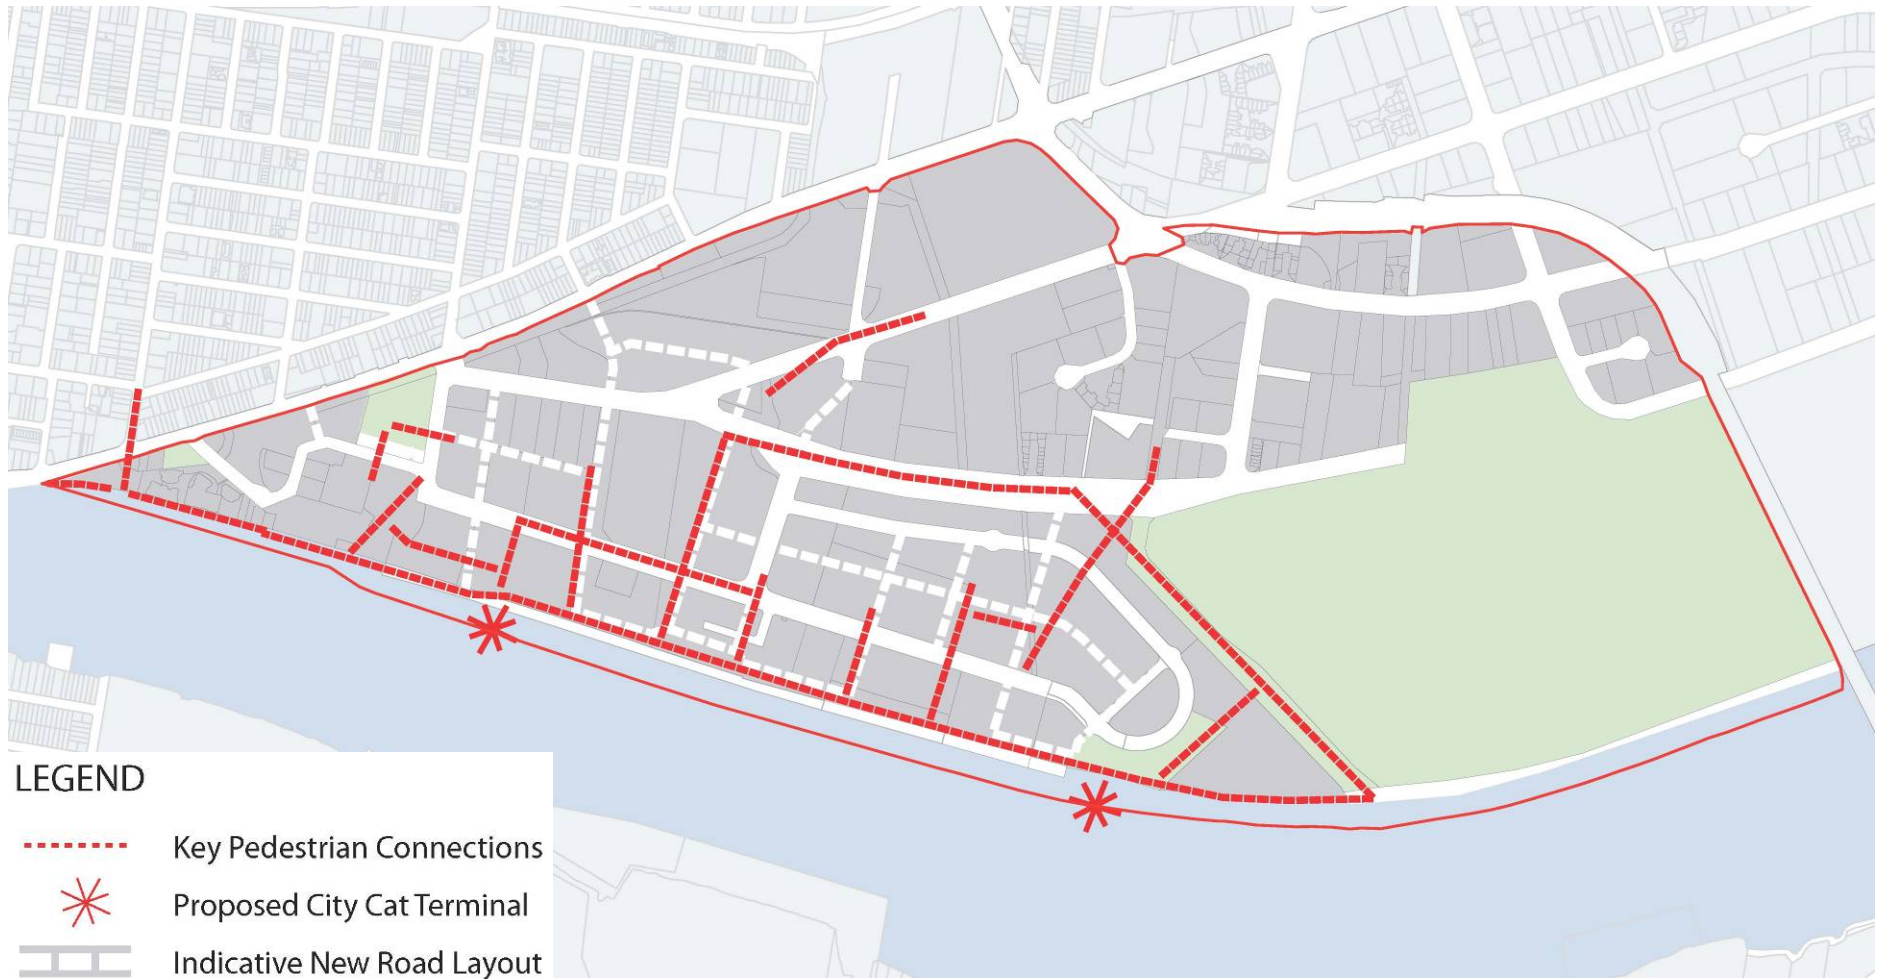 LEGEND
Key Pedestrian Connections
Proposed City Cat Terminal
Indicative New Road Layout